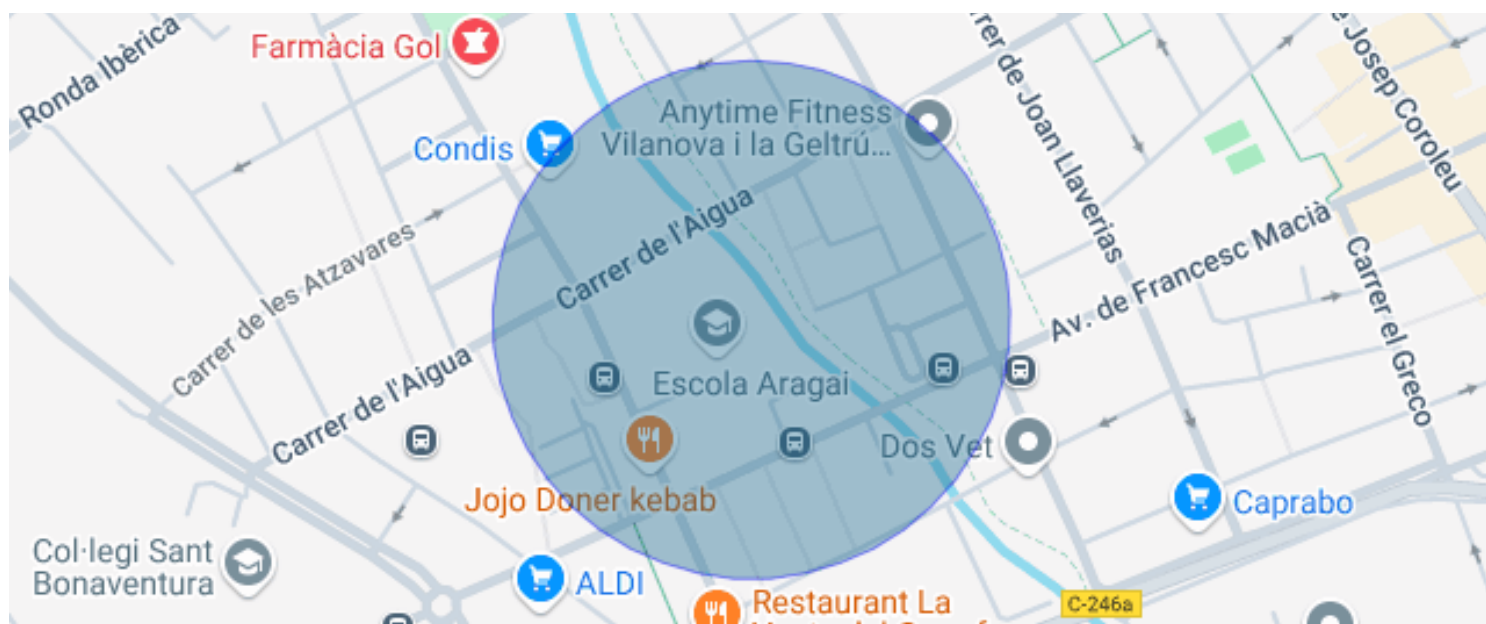 Ronda Ibèrica
Farmàcia Gol
Condis
Anytime Fitness
Vilanova i la Geltrú...
Carrer de l'Aigua
Carrer de les Atzavares
Carrer de l'Aigua
Escola Aragai
Jojo Doner kebab
Dos Vet
Av. de Francesc Macià
Carrer el Greco
Caprabo
Col·legi Sant
Bonaventura
ALDI
Restaurant La
C-246a
rer de Joan Llaverias
e Josep Coroleu